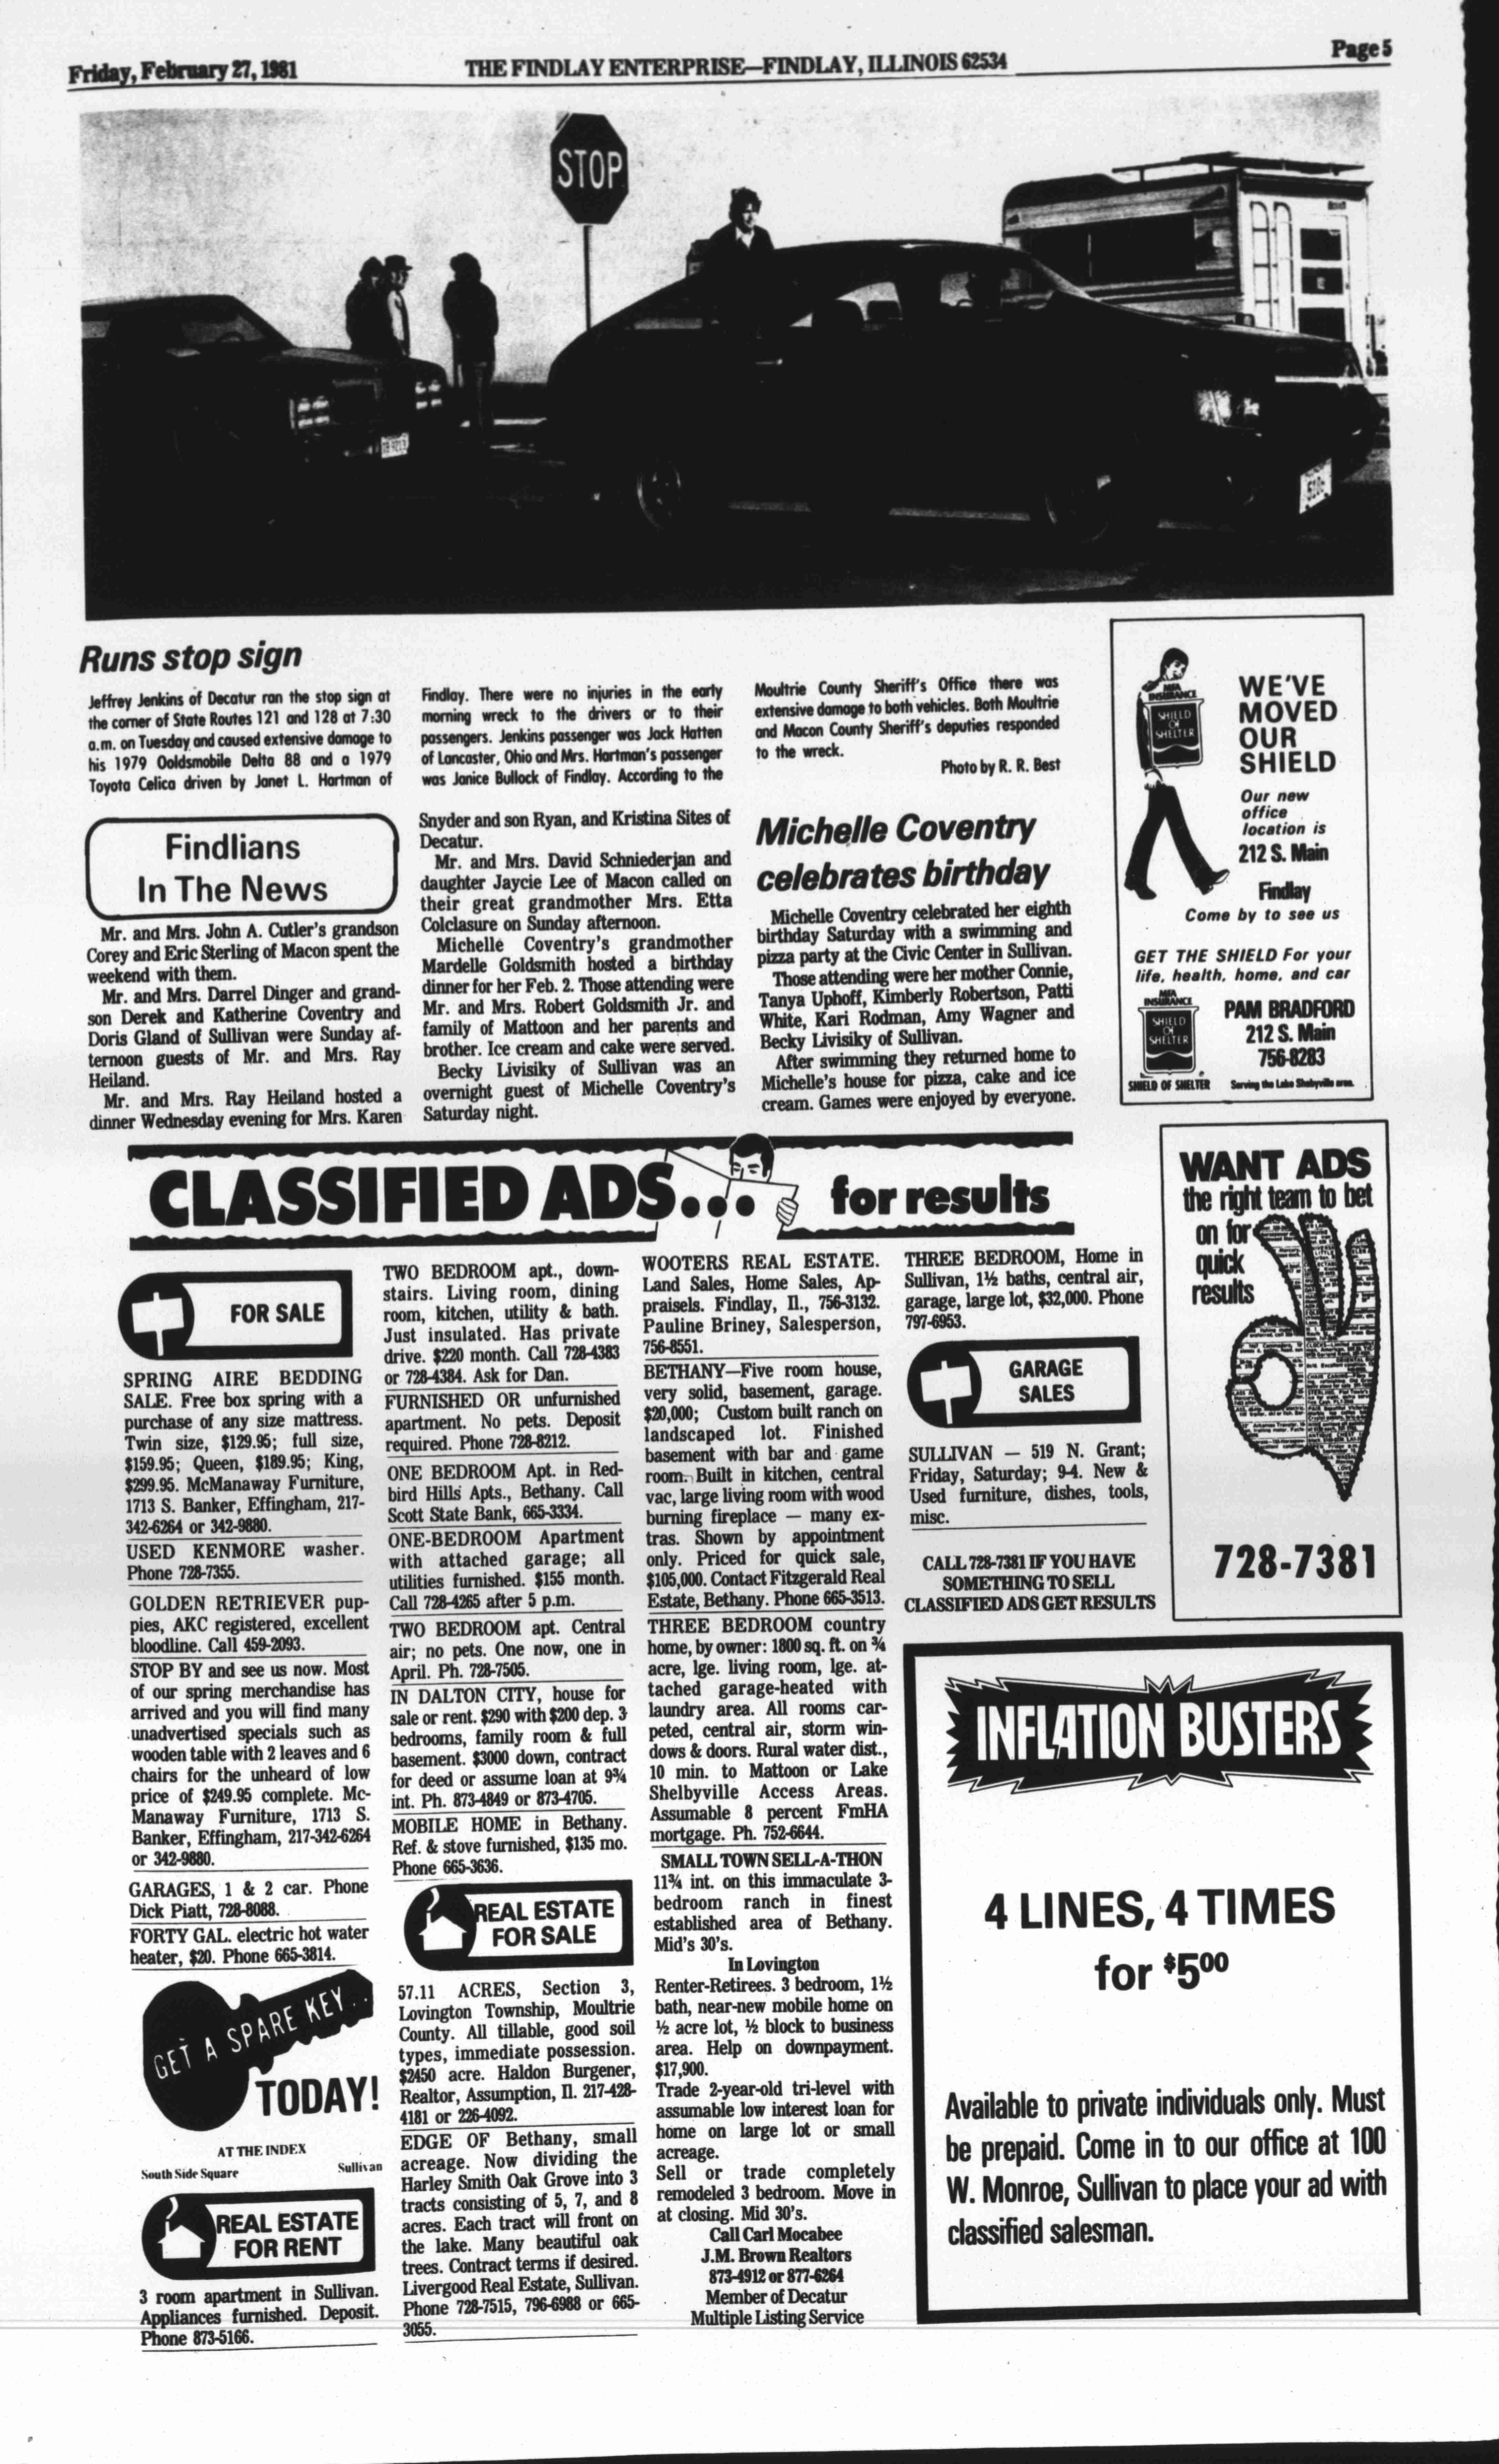 Friday, February 27, 1981
THE FINDLAY ENTERPRISE—FINDLAY, ILLINOIS 62534
Page 5
STOP
Runs stop sign
Jeffrey Jenkins of Decatur ran the stop sign at
the corner of State Routes 121 and 128 at 7:30
a.m. on Tuesday and caused extensive damage to
his 1979 Ooldsmobile Delta 88 and a 1979
Toyota Celica driven by Janet L. Hartman of
Findlay. There were no injuries in the early
morning wreck to the drivers or to their
passengers. Jenkins passenger was Jack Hatten
of Lancaster, Ohio and Mrs. Hartman's passenger
was Janice Bullock of Findlay. According to the
Moultrie County Sheriff's Office there was
extensive damage to both vehicles. Both Moultrie
and Macon County Sheriff's deputies responded
to the wreck.
Photo by R. R. Best
Findlians
In The News
Mr. and Mrs. John A. Cutler's grandson
Corey and Eric Sterling of Macon spent the
weekend with them.
Mr. and Mrs. Darrel Dinger and grand-
son Derek and Katherine Coventry and
Doris Gland of Sullivan were Sunday af-
ternoon guests of Mr. and Mrs. Ray
Heiland.
Mr. and Mrs. Ray Heiland hosted a
dinner Wednesday evening for Mrs. Karen
Snyder and son Ryan, and Kristina Sites of
Decatur.
Mr. and Mrs. David Schniederjan and
daughter Jaycie Lee of Macon called on
their great grandmother Mrs. Etta
Colclasure on Sunday afternoon.
Michelle Coventry's grandmother
Mardelle Goldsmith hosted a birthday
dinner for her Feb. 2. Those attending were
Mr. and Mrs. Robert Goldsmith Jr. and
family of Mattoon and her parents and
brother. Ice cream and cake were served.
Becky Livisiky of Sullivan was an
overnight guest of Michelle Coventry's
Saturday night.
Michelle Coventry
celebrates birthday
Michelle Coventry celebrated her eighth
birthday Saturday with a swimming and
pizza party at the Civic Center in Sullivan.
Those attending were her mother Connie,
Tanya Uphoff, Kimberly Robertson, Patti
White, Kari Rodman, Amy Wagner and
Becky Livisiky of Sullivan.
After swimming they returned home to
Michelle's house for pizza, cake and ice
cream. Games were enjoyed by everyone.
MFA
INSURANCE
SHIELD
OF
SHELTER
WE'VE
MOVED
OUR
SHIELD
Our new
office
location is
212 S. Main
Findlay
Come by to see us
GET THE SHIELD For your
life, health, home, and car
MFA
INSURANCE
SHIELD
OF
SHELTER
SHIELD OF SHELTER
PAM BRADFORD
212 S. Main
756-8283
Serving the Lake Shelbyville area.
CLASSIFIED ADS... for results
FOR SALE
SPRING AIRE BEDDING
SALE. Free box spring with a
purchase of any size mattress.
Twin size, $129.95; full size,
$159.95; Queen, $189.95; King,
$299.95. McManaway Furniture,
1713 S. Banker, Effingham, 217-
342-6264 or 342-9880.
USED KENMORE washer.
Phone 728-7355.
GOLDEN RETRIEVER pup-
pies, AKC registered, excellent
bloodline. Call 459-2093.
STOP BY and see us now. Most
of our spring merchandise has
arrived and you will find many
unadvertised specials such as
wooden table with 2 leaves and 6
chairs for the unheard of low
price of $249.95 complete. Mc-
Manaway Furniture, 1713 S.
Banker, Effingham, 217-342-6264
or 342-9880.
GARAGES, 1 & 2 car. Phone
Dick Piatt, 728-8088.
FORTY GAL. electric hot water
heater, $20. Phone 665-3814.
GET A SPARE KEY...
TODAY!
AT THE INDEX
South Side Square Sullivan
REAL ESTATE
FOR RENT
3 room apartment in Sullivan.
Appliances furnished. Deposit.
Phone 873-5166.
TWO BEDROOM apt., down-
stairs. Living room, dining
room, kitchen, utility & bath.
Just insulated. Has private
drive. $220 month. Call 728-4383
or 728-4384. Ask for Dan.
FURNISHED OR unfurnished
apartment. No pets. Deposit
required. Phone 728-8212.
ONE BEDROOM Apt. in Red-
bird Hills Apts., Bethany. Call
Scott State Bank, 665-3334.
ONE-BEDROOM Apartment
with attached garage; all
utilities furnished. $155 month.
Call 728-4265 after 5 p.m.
TWO BEDROOM apt. Central
air; no pets. One now, one in
April. Ph. 728-7505.
IN DALTON CITY, house for
sale or rent. $290 with $200 dep. 3
bedrooms, family room & full
basement. $3000 down, contract
for deed or assume loan at 9¾
int. Ph. 873-4849 or 873-4705.
MOBILE HOME in Bethany.
Ref. & stove furnished, $135 mo.
Phone 665-3636.
REAL ESTATE
FOR SALE
57.11 ACRES, Section 3,
Lovington Township, Moultrie
County. All tillable, good soil
types, immediate possession.
$2450 acre. Haldon Burgener,
Realtor, Assumption, Il. 217-428-
4181 or 226-4092.
EDGE OF Bethany, small
acreage. Now dividing the
Harley Smith Oak Grove into 3
tracts consisting of 5, 7, and 8
acres. Each tract will front on
the lake. Many beautiful oak
trees. Contract terms if desired.
Livergood Real Estate, Sullivan.
Phone 728-7515, 796-6988 or 665-
3055.
WOOTERS REAL ESTATE.
Land Sales, Home Sales, Ap-
praisels. Findlay, Il., 756-3132.
Pauline Briney, Salesperson,
756-8551.
BETHANY—Five room house,
very solid, basement, garage.
$20,000; Custom built ranch on
landscaped lot. Finished
basement with bar and game
room. Built in kitchen, central
vac, large living room with wood
burning fireplace — many ex-
tras. Shown by appointment
only. Priced for quick sale,
$105,000. Contact Fitzgerald Real
Estate, Bethany. Phone 665-3513.
THREE BEDROOM country
home, by owner: 1800 sq. ft. on ¾
acre, lge. living room, lge. at-
tached garage-heated with
laundry area. All rooms car-
peted, central air, storm win-
dows & doors. Rural water dist.,
10 min. to Mattoon or Lake
Shelbyville Access Areas.
Assumable 8 percent FmHA
mortgage. Ph. 752-6644.
SMALL TOWN SELL-A-THON
11¾ int. on this immaculate 3-
bedroom ranch in finest
established area of Bethany.
Mid's 30's.
In Lovington
Renter-Retirees. 3 bedroom, 1½
bath, near-new mobile home on
½ acre lot, ½ block to business
area. Help on downpayment.
$17,900.
Trade 2-year-old tri-level with
assumable low interest loan for
home on large lot or small
acreage.
Sell or trade completely
remodeled 3 bedroom. Move in
at closing. Mid 30's.
Call Carl Mocabee
J.M. Brown Realtors
873-4912 or 877-6264
Member of Decatur
Multiple Listing Service
THREE BEDROOM, Home in
Sullivan, 1½ baths, central air,
garage, large lot, $32,000. Phone
797-6953.
GARAGE
SALES
SULLIVAN — 519 N. Grant;
Friday, Saturday; 9-4. New &
Used furniture, dishes, tools,
misc.
CALL 728-7381 IF YOU HAVE
SOMETHING TO SELL
CLASSIFIED ADS GET RESULTS
WANT ADS
the right team to bet
on for
quick
results
728-7381
INFLATION BUSTERS
4 LINES, 4 TIMES
for $5⁰⁰
Available to private individuals only. Must
be prepaid. Come in to our office at 100
W. Monroe, Sullivan to place your ad with
classified salesman.